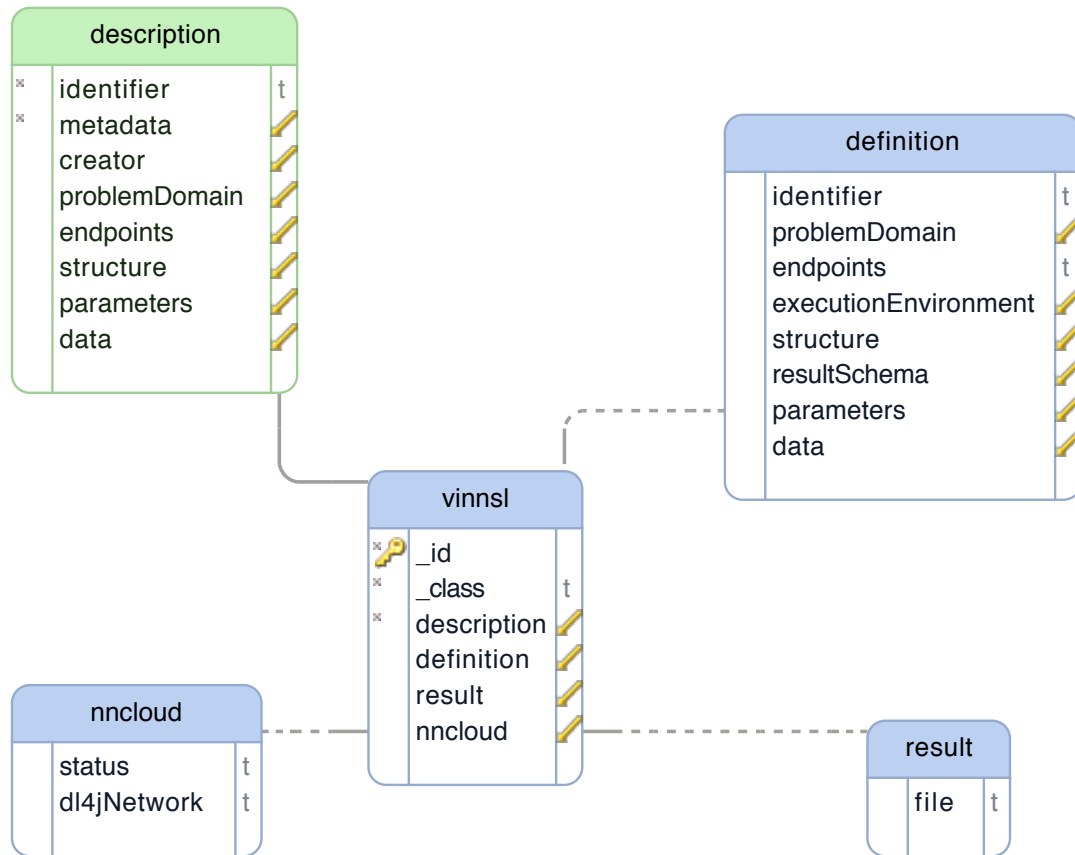 description
identifier t
metadata
creator
problemDomain
endpoints
structure
parameters
data
definition
identifier t
problemDomain
endpoints t
executionEnvironment
structure
resultSchema
parameters
data
vinnsl
_id
_class t
description
definition
result
nncloud
nncloud
status t
dl4jNetwork t
result
file t